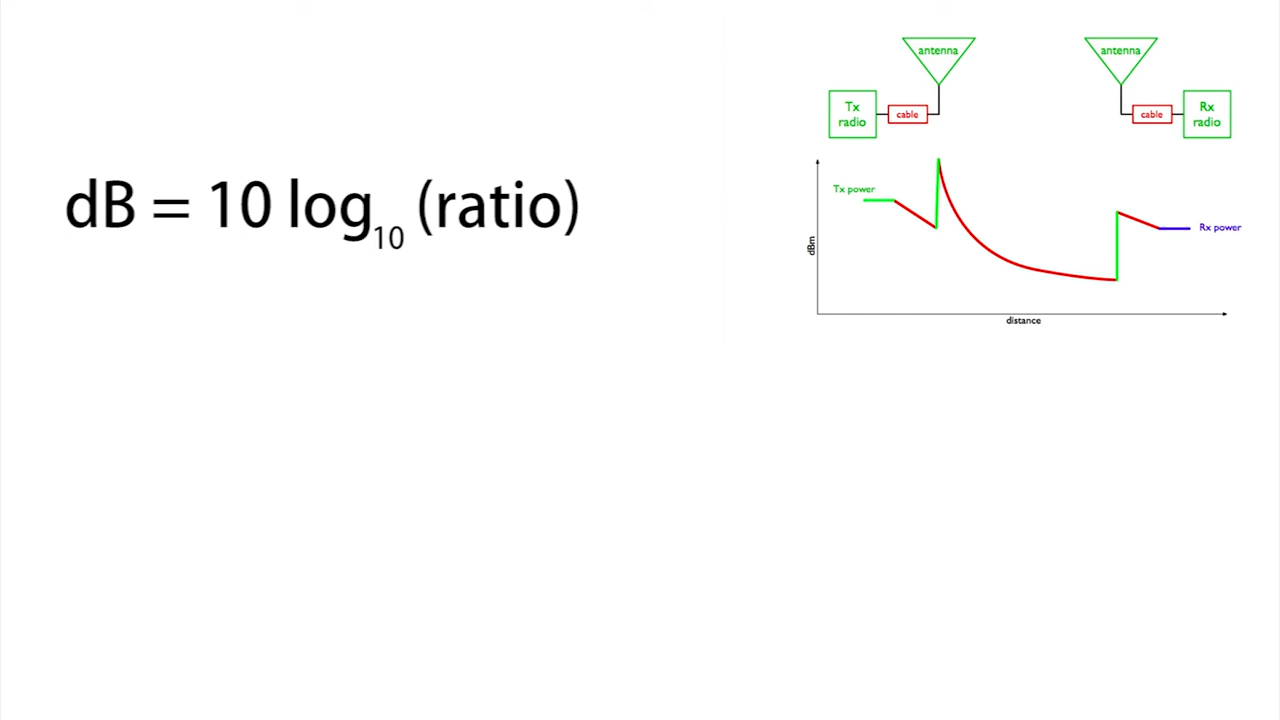 dB = 10 log10 (ratio)
antenna
antenna
Tx
radio
cable
cable
Rx
radio
Tx power
Rx power
dBm
distance